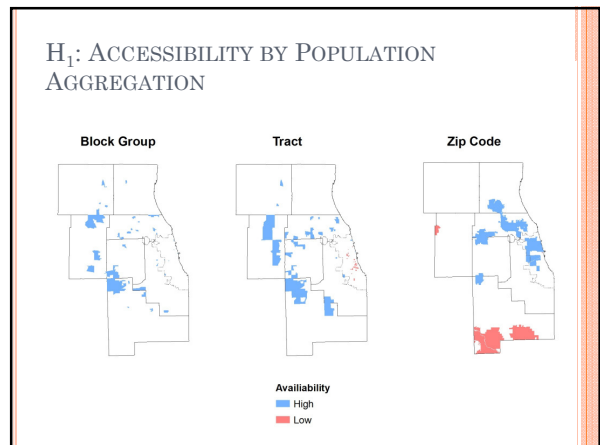 H₁: ACCESSIBILITY BY POPULATION
AGGREGATION
Block Group
Tract
Zip Code
Availiability
High
Low